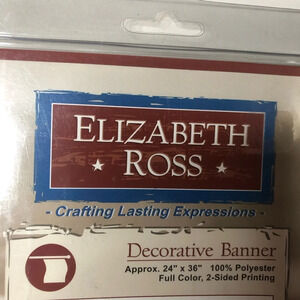 ELIZABETH
★ ROSS ★
- Crafting Lasting Expressions -
Decorative Banner
Approx. 24" x 36" 100% Polyester
Full Color, 2-Sided Printing